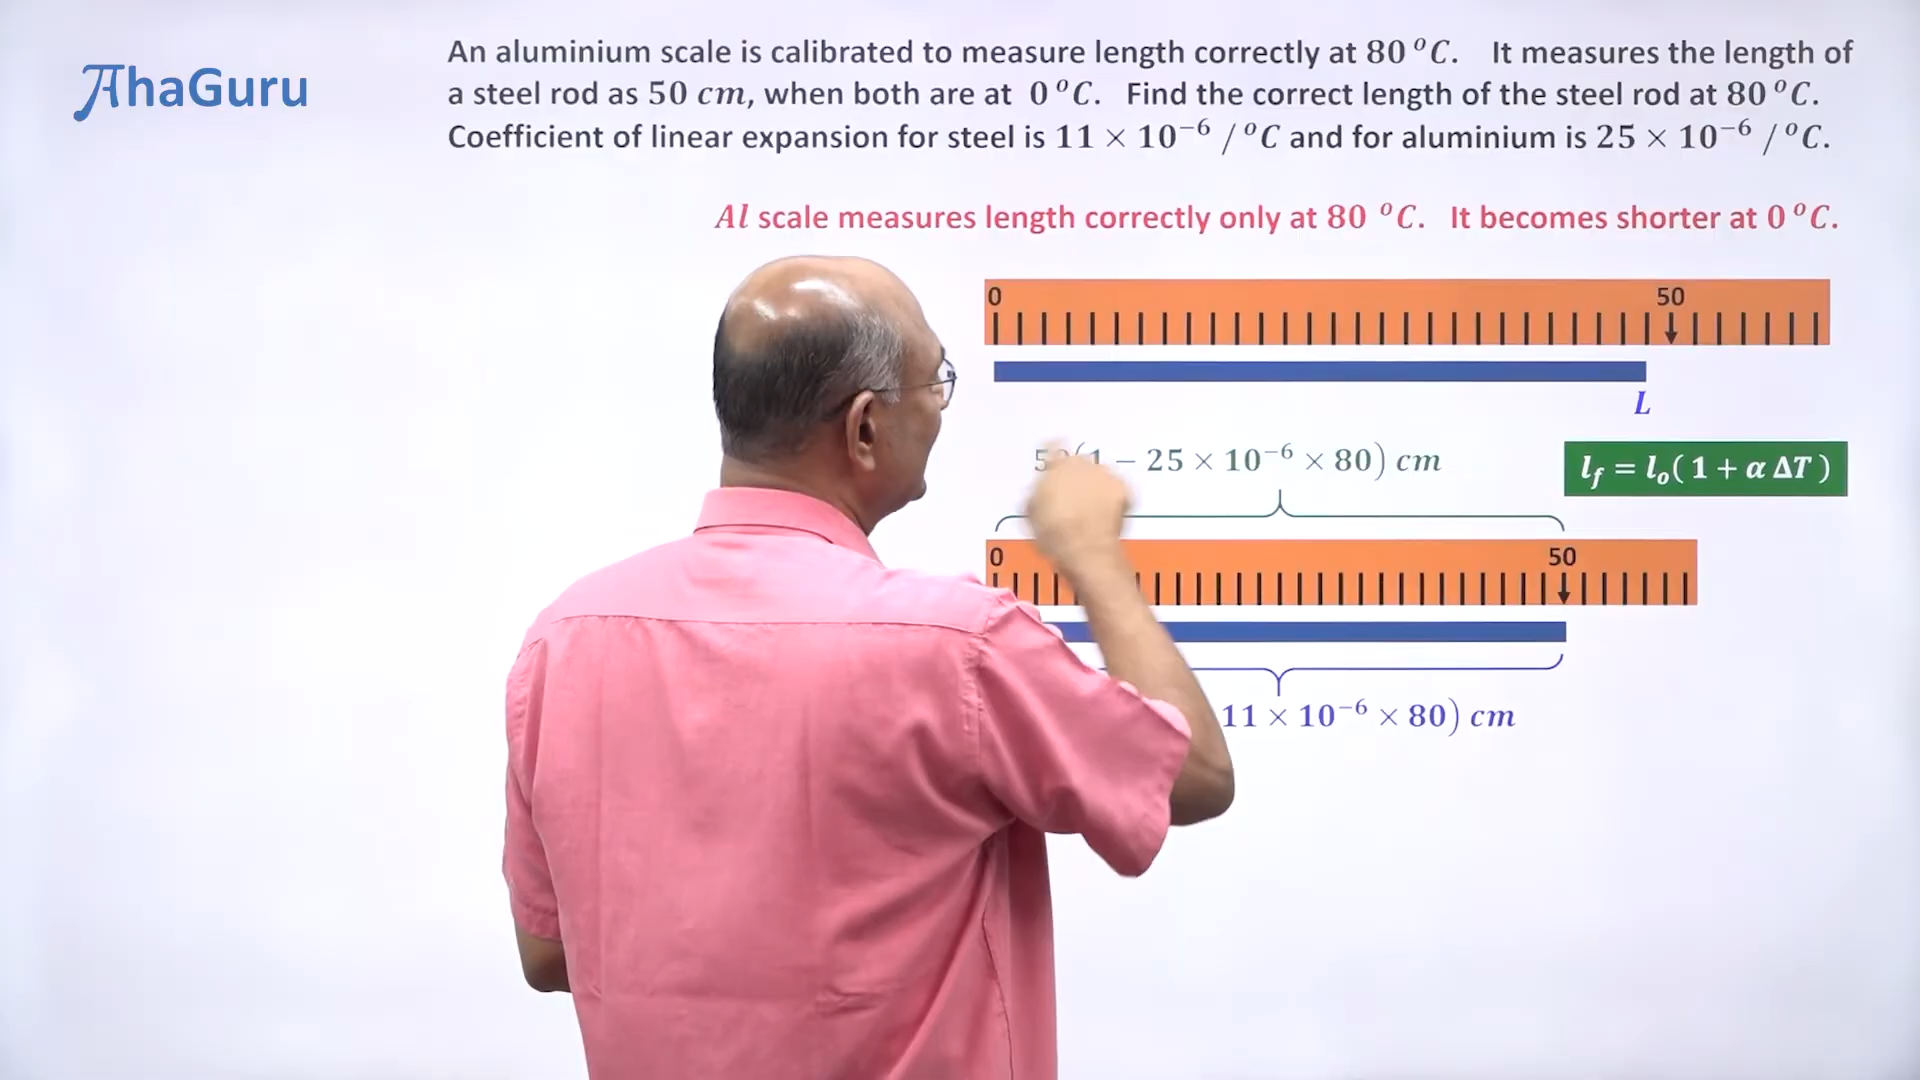 AhaGuru
An aluminium scale is calibrated to measure length correctly at 80 °C. It measures the length of
a steel rod as 50 cm, when both are at 0 °C. Find the correct length of the steel rod at 80 °C.
Coefficient of linear expansion for steel is 11 × 10⁻⁶ /°C and for aluminium is 25 × 10⁻⁶ /°C.
Al scale measures length correctly only at 80 °C. It becomes shorter at 0 °C.
0 50
L
1 − 25 × 10⁻⁶ × 80) cm
l_f = l_o( 1 + α ΔT )
0 50
11 × 10⁻⁶ × 80) cm